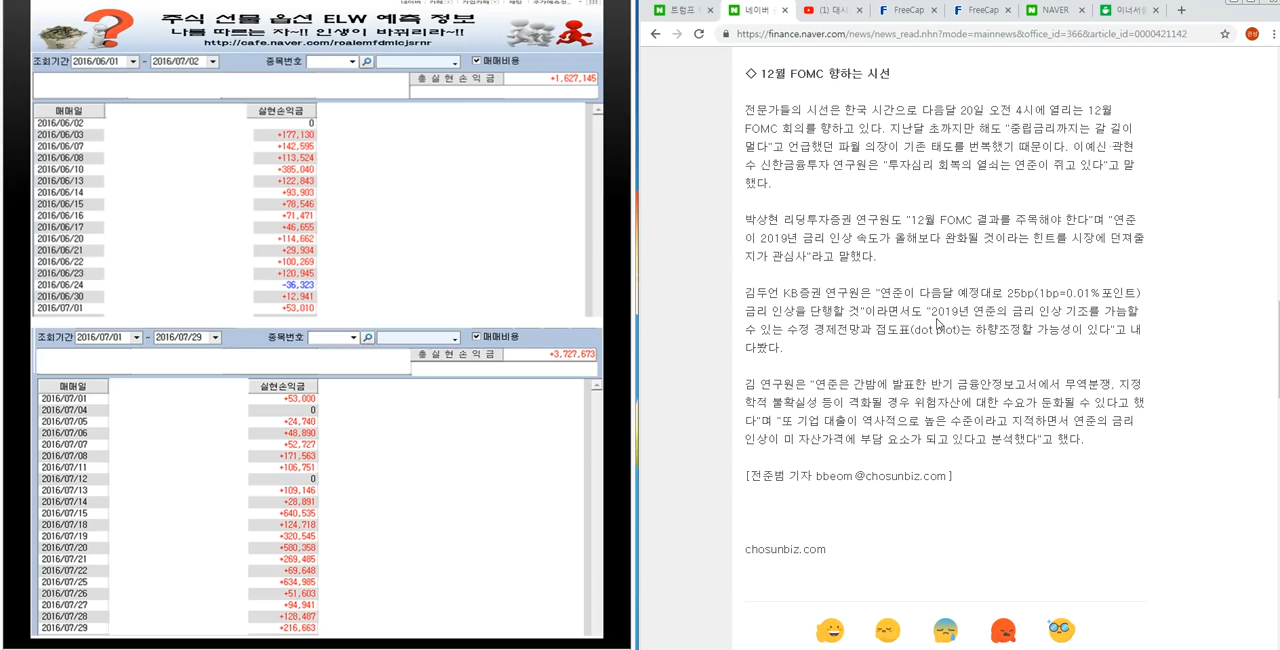 주식 선물 옵션 ELW 예측 정보
나를 따르는 자~!! 인생이 바뀌리라~!!
http://cafe.naver.com/roalemfdmlcjsrnr
조회기간 2016/06/01 ~ 2016/07/02 종목번호 매매비용
총 실 현 손 익 금 +1,627,145
매매일 실현손익금
2016/06/02 0
2016/06/03 +177,130
2016/06/07 +142,595
2016/06/08 +113,524
2016/06/10 +385,040
2016/06/13 +122,843
2016/06/14 +93,903
2016/06/15 +78,546
2016/06/16 +71,471
2016/06/17 +46,655
2016/06/20 +114,662
2016/06/21 +29,934
2016/06/22 +100,269
2016/06/23 +120,945
2016/06/24 -36,323
2016/06/30 +12,941
2016/07/01 +53,010
조회기간 2016/07/01 ~ 2016/07/29 종목번호 매매비용
총 실 현 손 익 금 +3,727,673
매매일 실현손익금
2016/07/01 +53,000
2016/07/04 0
2016/07/05 +24,740
2016/07/06 +48,890
2016/07/07 +52,727
2016/07/08 +171,563
2016/07/11 +106,751
2016/07/12 0
2016/07/13 +109,146
2016/07/14 +28,891
2016/07/15 +640,535
2016/07/18 +124,718
2016/07/19 +320,545
2016/07/20 +580,358
2016/07/21 +269,485
2016/07/22 +69,648
2016/07/25 +634,985
2016/07/26 +51,603
2016/07/27 +94,941
2016/07/28 +128,487
2016/07/29 +216,663
트럼프 네이버 (1) 대시 FreeCap FreeCap NAVER 이너서클
https://finance.naver.com/news/news_read.nhn?mode=mainnews&office_id=366&article_id=0000421142
◇ 12월 FOMC 향하는 시선
전문가들의 시선은 한국 시간으로 다음달 20일 오전 4시에 열리는 12월
FOMC 회의를 향하고 있다. 지난달 초까지만 해도 "중립금리까지는 갈 길이
멀다"고 언급했던 파월 의장이 기존 태도를 번복했기 때문이다. 이예신·곽현
수 신한금융투자 연구원은 "투자심리 회복의 열쇠는 연준이 쥐고 있다"고 말
했다.
박상현 리딩투자증권 연구원도 "12월 FOMC 결과를 주목해야 한다"며 "연준
이 2019년 금리 인상 속도가 올해보다 완화될 것이라는 힌트를 시장에 던져줄
지가 관심사"라고 말했다.
김두언 KB증권 연구원은 "연준이 다음달 예정대로 25bp(1bp=0.01%포인트)
금리 인상을 단행할 것"이라면서도 "2019년 연준의 금리 인상 기조를 가늠할
수 있는 수정 경제전망과 점도표(dot plot)는 하향조정할 가능성이 있다"고 내
다봤다.
김 연구원은 "연준은 간밤에 발표한 반기 금융안정보고서에서 무역분쟁, 지정
학적 불확실성 등이 격화될 경우 위험자산에 대한 수요가 둔화될 수 있다고 했
다"며 "또 기업 대출이 역사적으로 높은 수준이라고 지적하면서 연준의 금리
인상이 미 자산가격에 부담 요소가 되고 있다고 분석했다"고 했다.
[전준범 기자 bbeom@chosunbiz.com]
chosunbiz.com